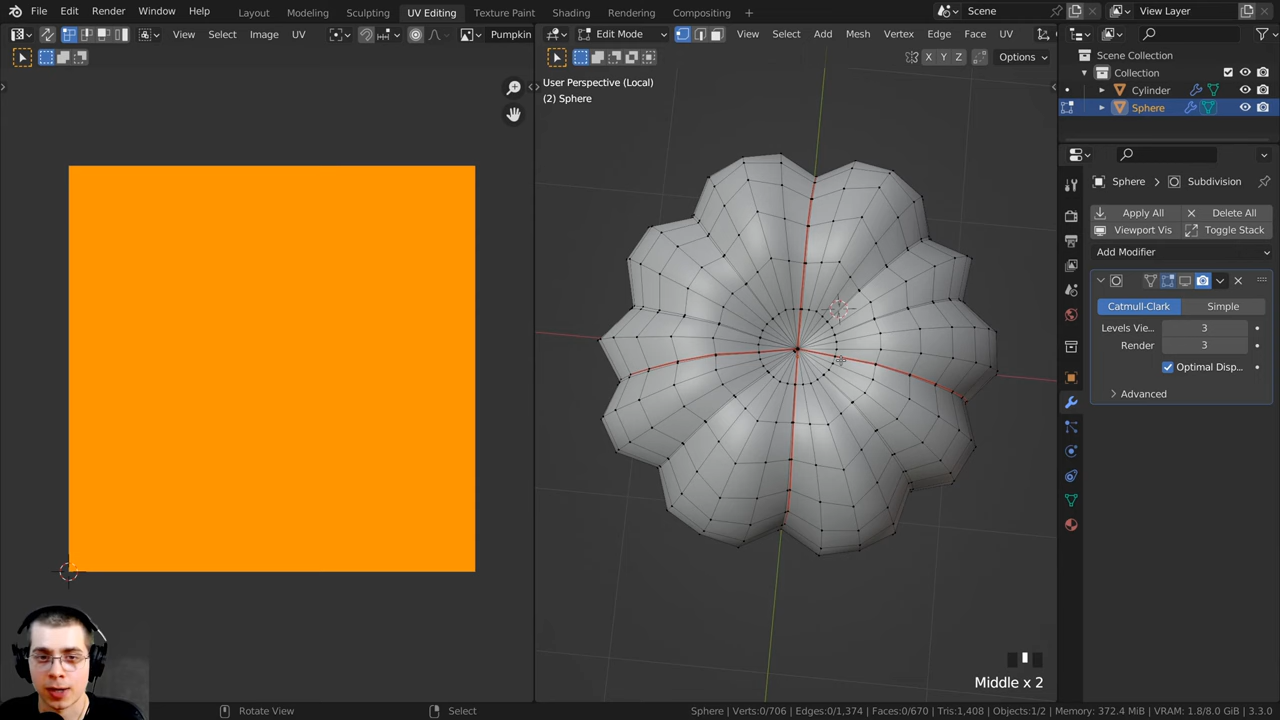 File Edit Render Window Help Layout Modeling Sculpting UV Editing Texture Paint Shading Rendering Compositing Scene View Layer
View Select Image UV Pumpkin Edit Mode View Select Add Mesh Vertex Edge Face UV
X Y Z Options
User Perspective (Local)
(2) Sphere
Scene Collection
Collection
Cylinder
Sphere
Sphere > Subdivision
Apply All Delete All
Viewport Vis Toggle Stack
Add Modifier
Catmull-Clark Simple
Levels Vie... 3
Render 3
Optimal Disp...
Advanced
Middle x 2
Rotate View Select Sphere | Verts:0/706 | Edges:0/1,374 | Faces:0/670 | Tris:1,408 | Objects:1/2 | Memory: 372.4 MiB | VRAM: 1.8/8.0 GiB | 3.3.0